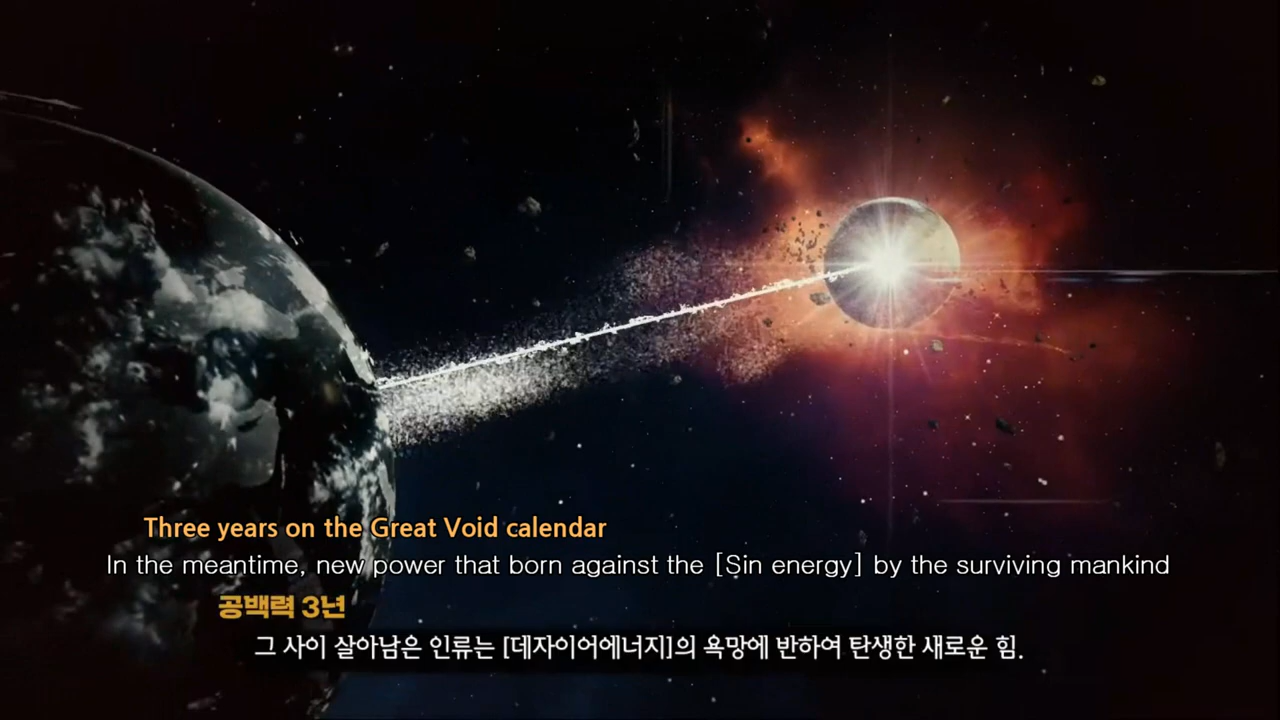 Three years on the Great Void calendar
In the meantime, new power that born against the [Sin energy] by the surviving mankind
공백력 3년
그 사이 살아남은 인류는 [데자이어에너지]의 욕망에 반하여 탄생한 새로운 힘.